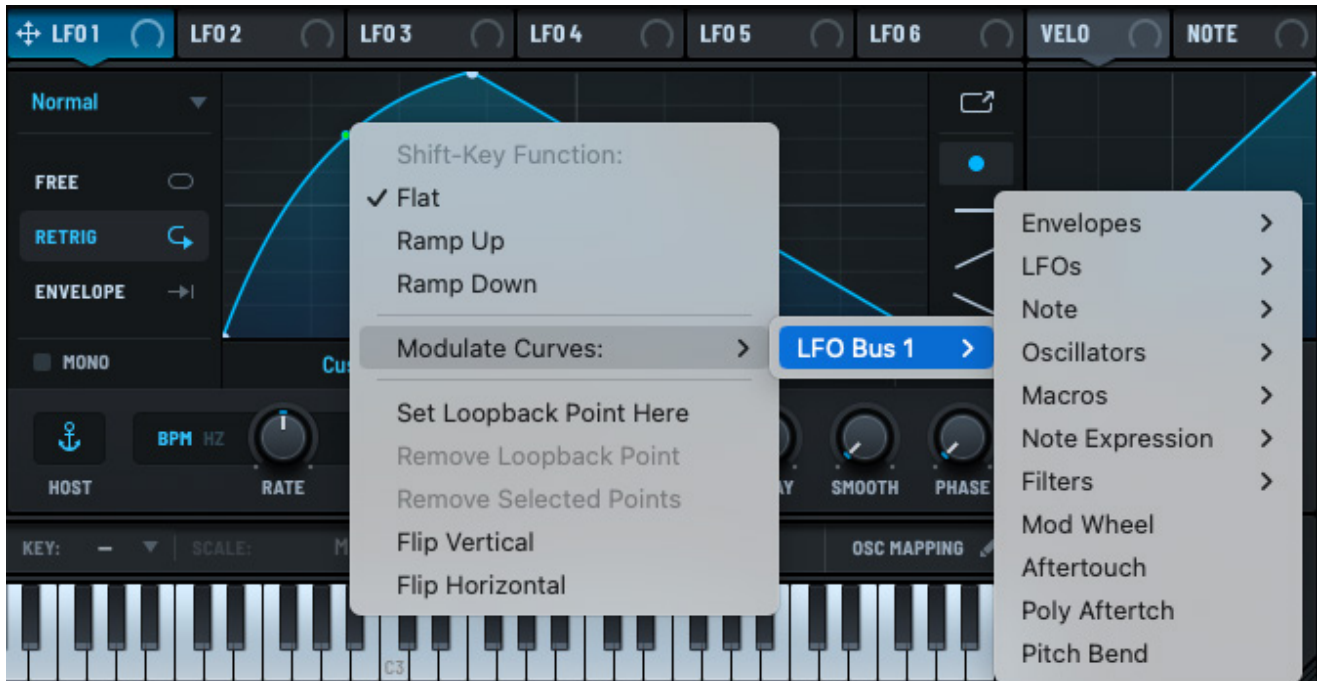 LFO 1
LFO 2
LFO 3
LFO 4
LFO 5
LFO 6
VELO
NOTE
Normal
FREE
RETRIG
ENVELOPE
MONO
BPM HZ
HOST
RATE
SMOOTH
PHASE
Shift-Key Function:
✓ Flat
Ramp Up
Ramp Down
Modulate Curves:
Set Loopback Point Here
Remove Loopback Point
Remove Selected Points
Flip Vertical
Flip Horizontal
LFO Bus 1
Envelopes
LFOs
Note
Oscillators
Macros
Note Expression
Filters
Mod Wheel
Aftertouch
Poly Aftertch
Pitch Bend
KEY: –
SCALE:
OSC MAPPING
C3